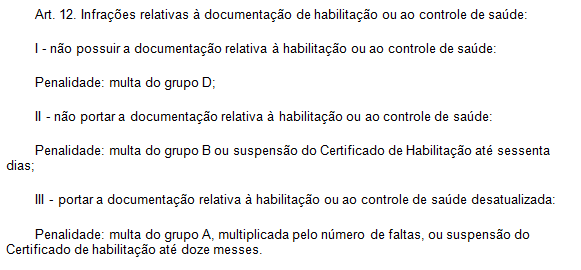 Art. 12. Infrações relativas à documentação de habilitação ou ao controle de saúde:
I - não possuir a documentação relativa à habilitação ou ao controle de saúde:
Penalidade: multa do grupo D;
II - não portar a documentação relativa à habilitação ou ao controle de saúde:
Penalidade: multa do grupo B ou suspensão do Certificado de Habilitação até sessenta
dias;
III - portar a documentação relativa à habilitação ou ao controle de saúde desatualizada:
Penalidade: multa do grupo A, multiplicada pelo número de faltas, ou suspensão do
Certificado de habilitação até doze messes.